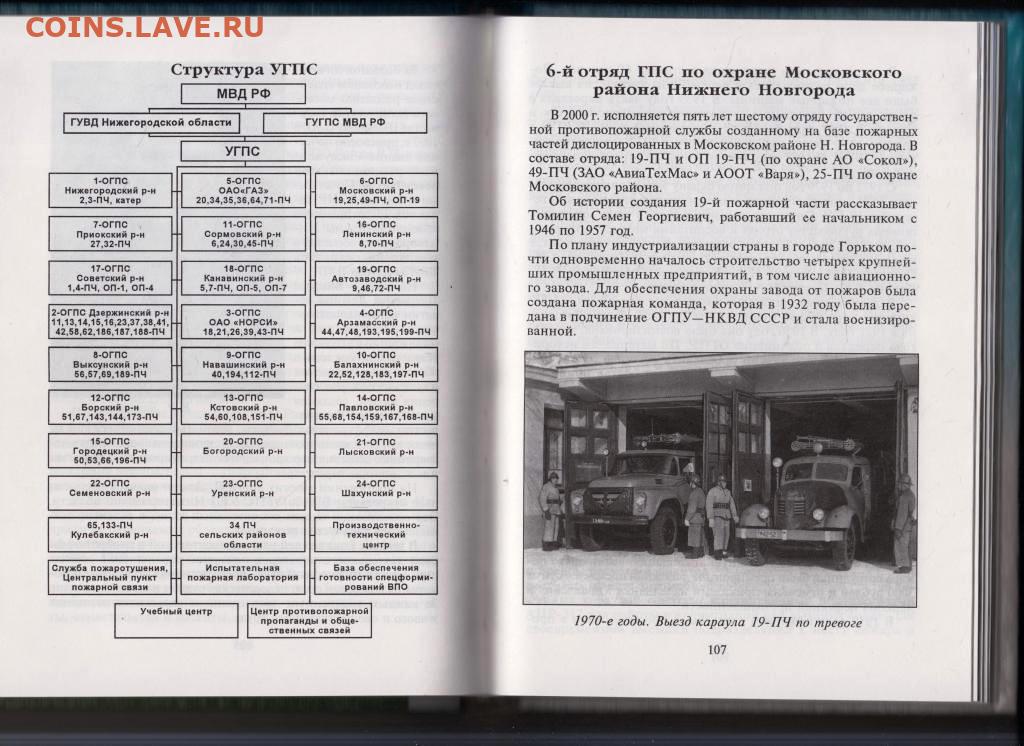 COINS.LAVE.RU
Структура УГПС
МВД РФ
ГУВД Нижегородской области
ГУГПС МВД РФ
УГПС
1-ОГПС
Нижегородский р-н
2,3-ПЧ, катер
5-ОГПС
ОАО«ГАЗ»
20,34,35,36,64,71-ПЧ
6-ОГПС
Московский р-н
19,25,49-ПЧ, ОП-19
7-ОГПС
Приокский р-н
27,32-ПЧ
11-ОГПС
Сормовский р-н
6,24,30,45-ПЧ
16-ОГПС
Ленинский р-н
8,70-ПЧ
17-ОГПС
Советский р-н
1,4-ПЧ, ОП-1, ОП-4
18-ОГПС
Канавинский р-н
5,7-ПЧ, ОП-5, ОП-7
19-ОГПС
Автозаводский р-н
9,46,72-ПЧ
2-ОГПС Дзержинский р-н
11,13,14,15,16,23,37,38,41,
42,58,62,186,187,188-ПЧ
3-ОГПС
ОАО «НОРСИ»
18,21,26,39,43-ПЧ
4-ОГПС
Арзамасский р-н
44,47,48,193,195,199-ПЧ
8-ОГПС
Выксунский р-н
56,57,69,189-ПЧ
9-ОГПС
Навашинский р-н
40,194,112-ПЧ
10-ОГПС
Балахнинский р-н
22,52,128,183,197-ПЧ
12-ОГПС
Борский р-н
51,67,143,144,173-ПЧ
13-ОГПС
Кстовский р-н
54,60,108,151-ПЧ
14-ОГПС
Павловский р-н
55,68,154,159,167,168-ПЧ
15-ОГПС
Городецкий р-н
50,53,66,196-ПЧ
20-ОГПС
Богородский р-н
21-ОГПС
Лысковский р-н
22-ОГПС
Семеновский р-н
23-ОГПС
Уренский р-н
24-ОГПС
Шахунский р-н
65,133-ПЧ
Кулебакский р-н
34 ПЧ
сельских районов
области
Производственно-
технический
центр
Служба пожаротушения,
Центральный пункт
пожарной связи
Испытательная
пожарная лаборатория
База обеспечения
готовности спецформи-
рований ВПО
Учебный центр
Центр противопожарной
пропаганды и обще-
ственных связей
6-й отряд ГПС по охране Московского
района Нижнего Новгорода
В 2000 г. исполняется пять лет шестому отряду государствен-
ной противопожарной службы созданному на базе пожарных
частей дислоцированных в Московском районе Н. Новгорода. В
составе отряда: 19-ПЧ и ОП 19-ПЧ (по охране АО «Сокол»),
49-ПЧ (ЗАО «АвиаТехМас» и АООТ «Варя»), 25-ПЧ по охране
Московского района.
Об истории создания 19-й пожарной части рассказывает
Томилин Семен Георгиевич, работавший ее начальником с
1946 по 1957 год.
По плану индустриализации страны в городе Горьком по-
чти одновременно началось строительство четырех крупней-
ших промышленных предприятий, в том числе авиационно-
го завода. Для обеспечения охраны завода от пожаров была
создана пожарная команда, которая в 1932 году была пере-
дана в подчинение ОГПУ—НКВД СССР и стала военизиро-
ванной.
1970-е годы. Выезд караула 19-ПЧ по тревоге
107